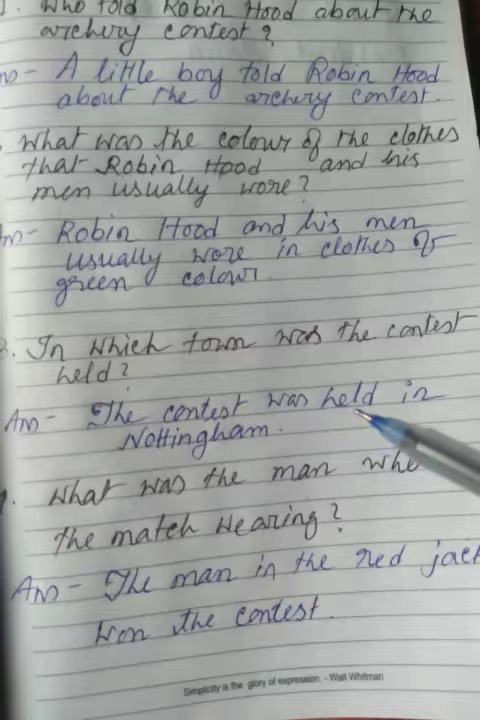 1. Who told Robin Hood about the
archery contest?
Ans- A little boy told Robin Hood
about the archery contest.
What was the colour of the clothes
that Robin Hood and his
men usually wore?
Ans- Robin Hood and his men
usually wore in clothes of
green colour
3. In which town was the contest
held?
Ans- The contest was held in
Nottingham.
What was the man
the match wearing?
Ans- The man in the red
won the contest.
Simplicity is the glory of expression. - Walt Whitman